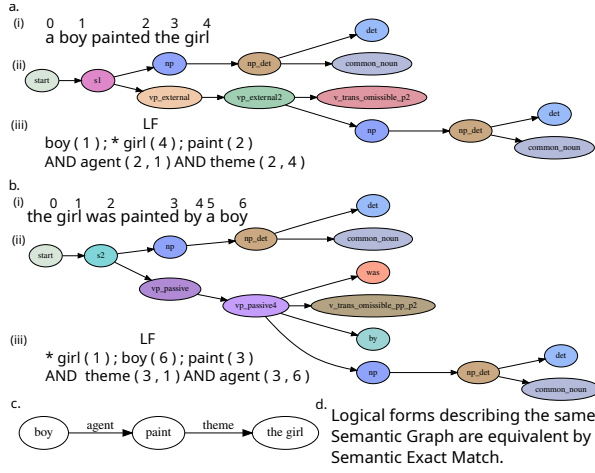 a.
(i) 0 1 2 3 4
a boy painted the girl
(ii)
start s1 np np_det det
common_noun
vp_external vp_external2 v_trans_omissible_p2
np np_det det
common_noun
(iii) LF
boy ( 1 ) ; * girl ( 4 ) ; paint ( 2 )
AND agent ( 2 , 1 ) AND theme ( 2 , 4 )
b.
(i) 0 1 2 3 4 5 6
the girl was painted by a boy
(ii)
start s2 np np_det det
common_noun
vp_passive vp_passive4 was
v_trans_omissible_pp_p2
by
np np_det det
common_noun
(iii) LF
* girl ( 1 ) ; boy ( 6 ) ; paint ( 3 )
AND theme ( 3 , 1 ) AND agent ( 3 , 6 )
c.
boy agent paint theme the girl
d. Logical forms describing the same
Semantic Graph are equivalent by
Semantic Exact Match.